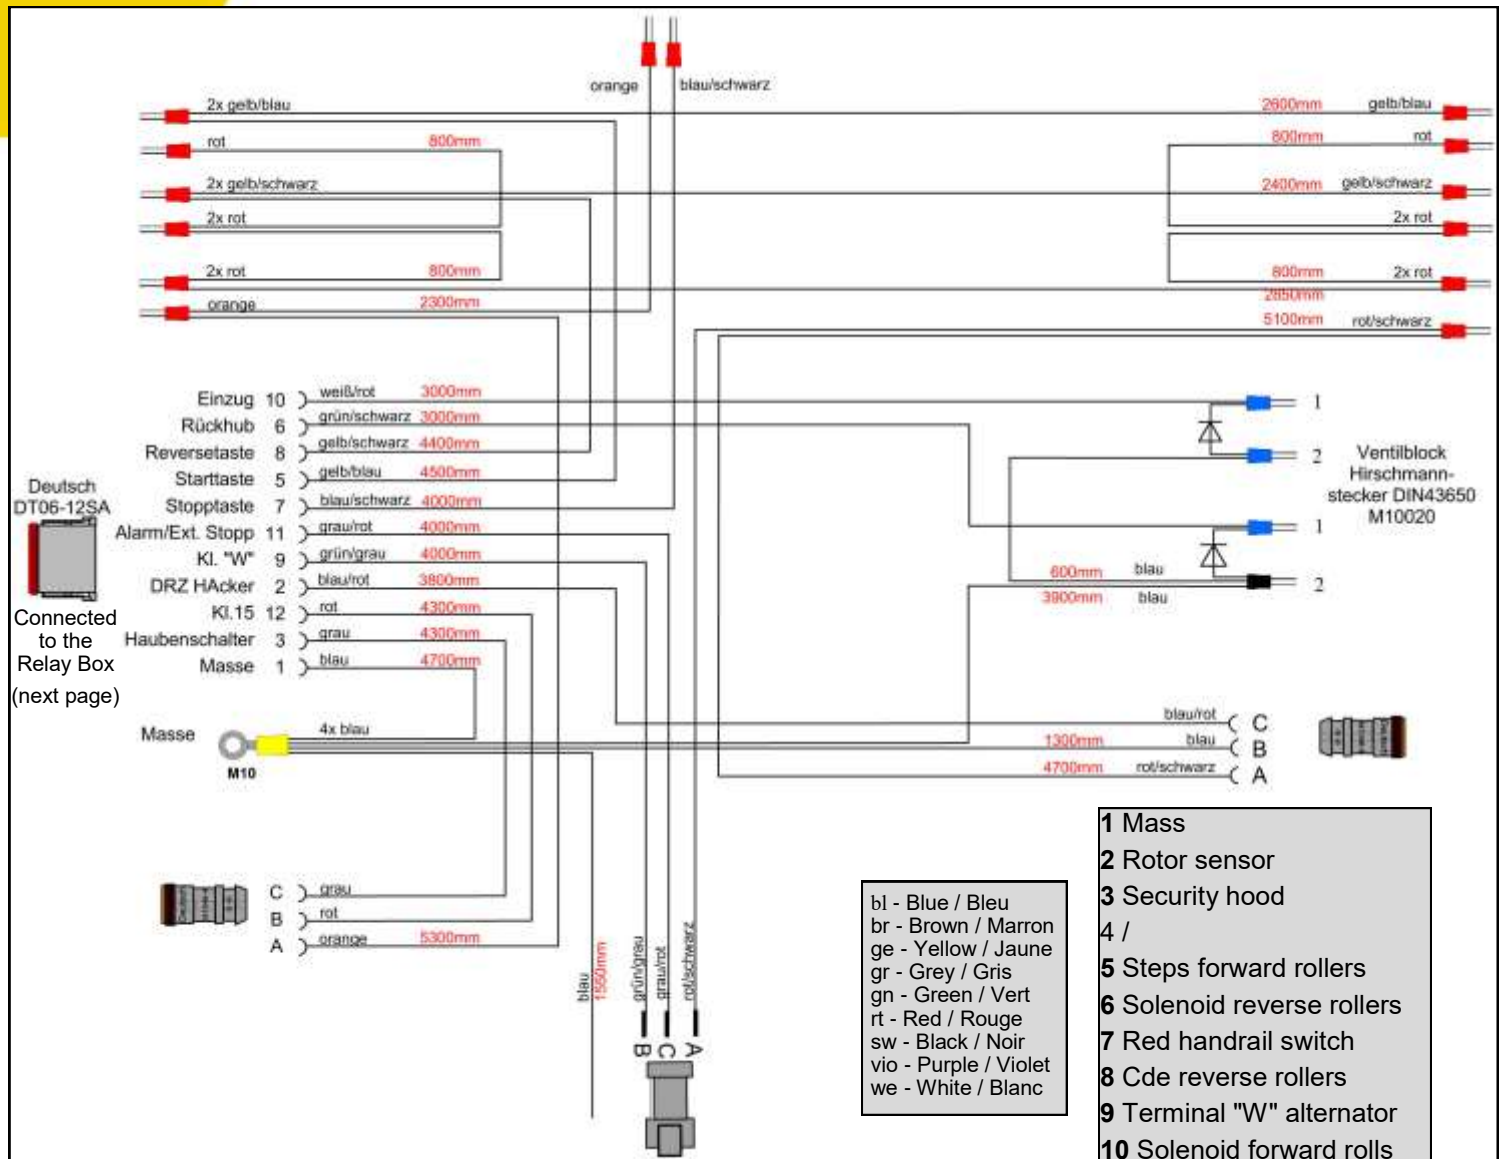 orange
blau/schwarz
2x gelb/blau
2600mm gelb/blau
rot 800mm
800mm rot
2x gelb/schwarz
2400mm gelb/schwarz
2x rot
2x rot
2x rot 800mm
800mm 2x rot
2850mm
orange 2300mm
5100mm rot/schwarz
Einzug 10 weiß/rot 3000mm
Rückhub 6 grün/schwarz 3000mm
Reversetaste 8 gelb/schwarz 4400mm
Starttaste 5 gelb/blau 4500mm
Stopptaste 7 blau/schwarz 4000mm
Alarm/Ext. Stopp 11 grau/rot 4000mm
Kl. "W" 9 grün/grau 4000mm
DRZ HAcker 2 blau/rot 3800mm
Kl.15 12 rot 4300mm
Haubenschalter 3 grau 4300mm
Masse 1 blau 4700mm
Deutsch
DT06-12SA
Connected
to the
Relay Box
(next page)
1
2
1
2
Ventilblock
Hirschmann-
stecker DIN43650
M10020
600mm blau
3900mm blau
Masse
4x blau
M10
blau/rot C
1300mm blau B
4700mm rot/schwarz A
C grau
B rot
A orange 5300mm
blau
1550mm
grün/grau
grau/rot
rot/schwarz
B
C
A
bl - Blue / Bleu
br - Brown / Marron
ge - Yellow / Jaune
gr - Grey / Gris
gn - Green / Vert
rt - Red / Rouge
sw - Black / Noir
vio - Purple / Violet
we - White / Blanc
1 Mass
2 Rotor sensor
3 Security hood
4 /
5 Steps forward rollers
6 Solenoid reverse rollers
7 Red handrail switch
8 Cde reverse rollers
9 Terminal "W" alternator
10 Solenoid forward rolls